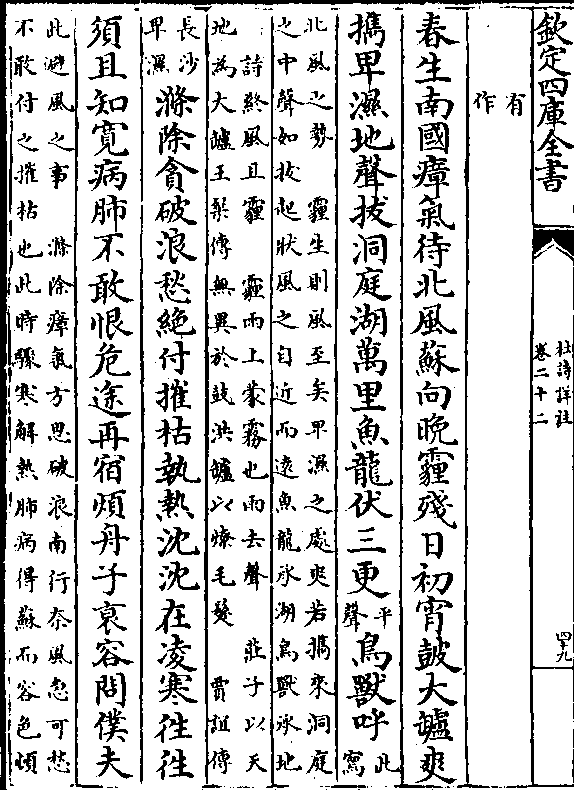 欽定四庫全書
杜詩詳註
卷二十二
四十九
有
作
春生南國瘴氣待北風蘇向晚霾殘日初宵鼓大鑪爽
攜卑濕地聲拔洞庭湖萬里魚龍伏三更平聲鳥獸呼此寫
北風之勢 霾生則風至矣卑濕之處爽若攜來洞庭
之中聲如拔起狀風之自近而遠魚龍承湖鳥獸承地
詩終風且霾 霾雨上蒙霧也雨去聲 莊子以天
地為大鑪王粲傳無異於鼓洪鑪以燎毛髮 賈誼傳
長沙卑濕滌除貪破浪愁絶付摧枯執熱沈沈在凌寒往往
須且知寛病肺不敢恨危途再宿煩舟子衰容問僕夫
此避風之事 滌除瘴氣方思破浪南行奈風急可愁
不敢付之摧枯也此時驟寒解熱肺病得蘇而容色頓